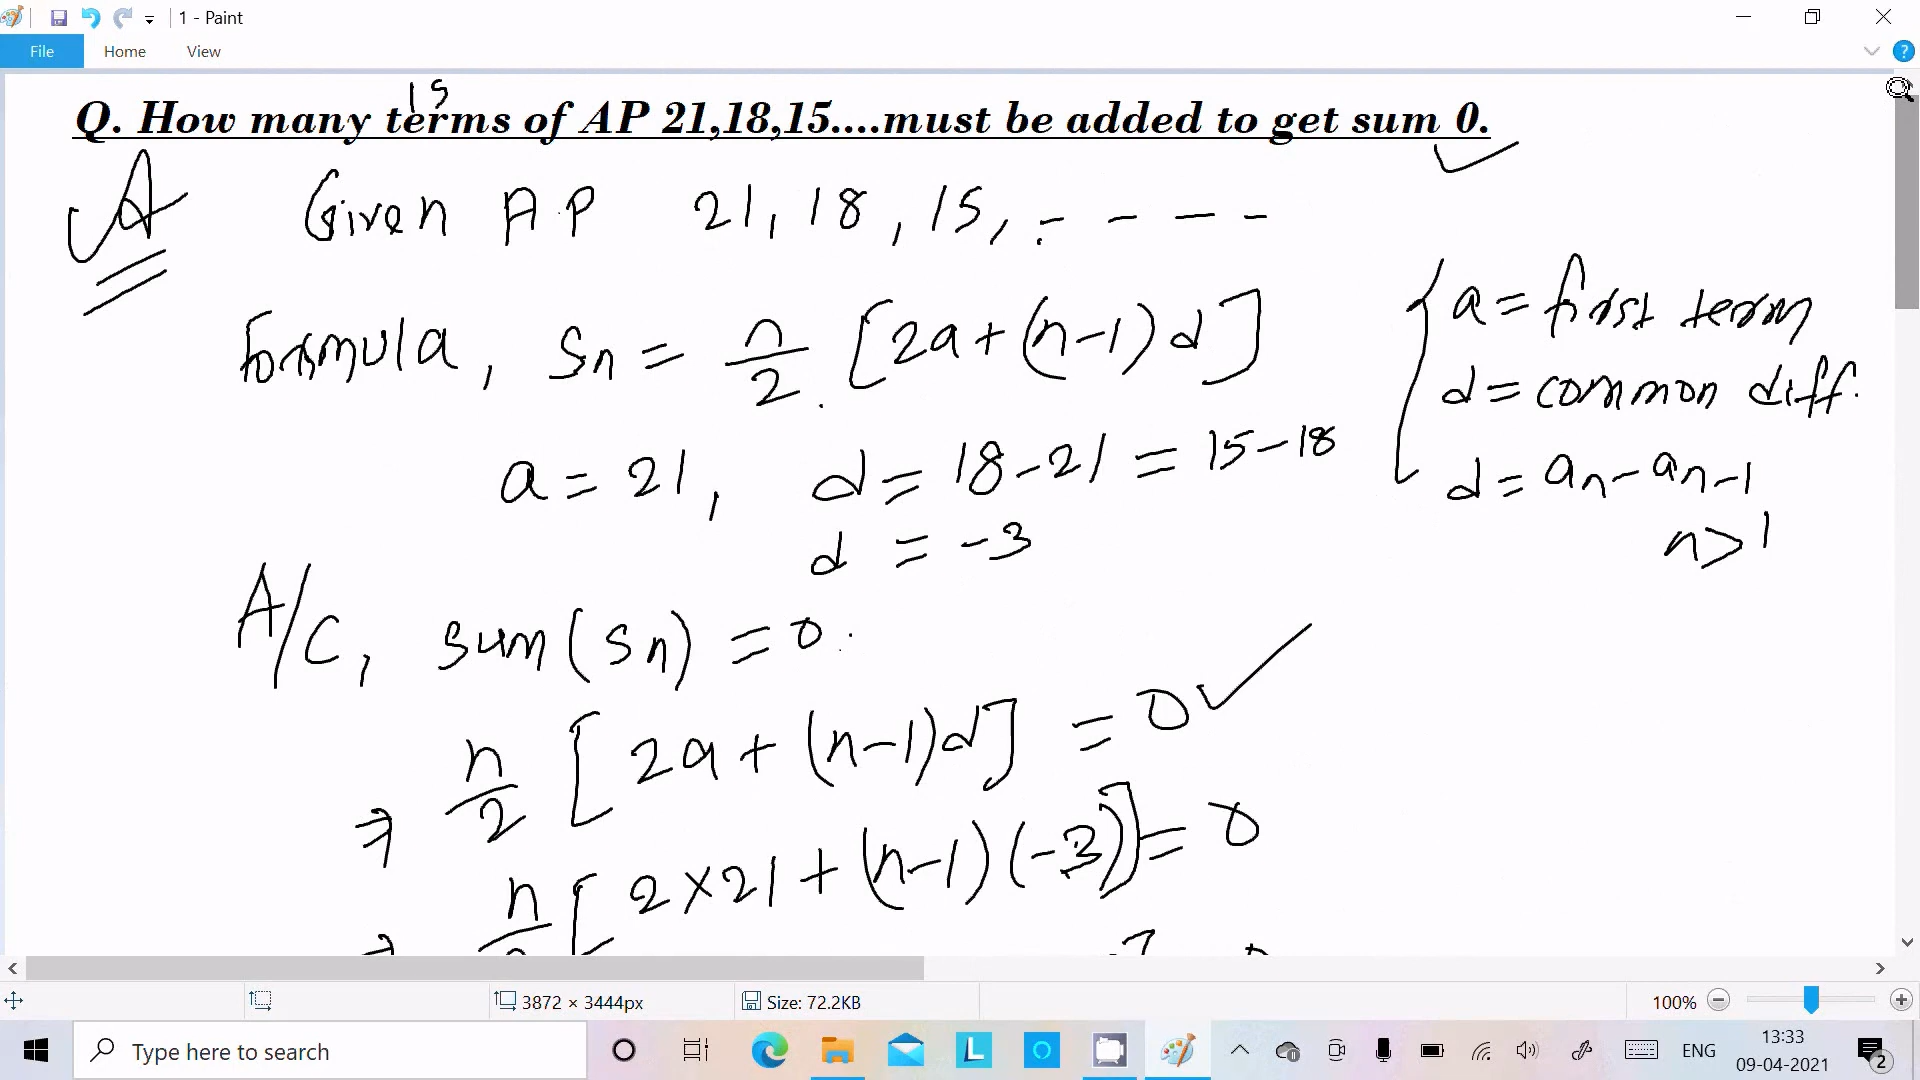 1 - Paint
File Home View
15
Q. How many terms of AP 21,18,15....must be added to get sum 0.
A Given A.P 21, 18, 15, - - - -
Formula, Sn = n/2 [2a+(n-1)d]
a = first term
d = common diff.
d = an - an-1
n>1
a = 21, d = 18-21 = 15-18
d = -3
A/C, sum(Sn) = 0.
⇒ n/2 [2a+(n-1)d] = 0
⇒ n/2 [2×21+(n-1)(-3)] = 0
3872 × 3444px Size: 72.2KB 100%
Type here to search
ENG
13:33
09-04-2021
2